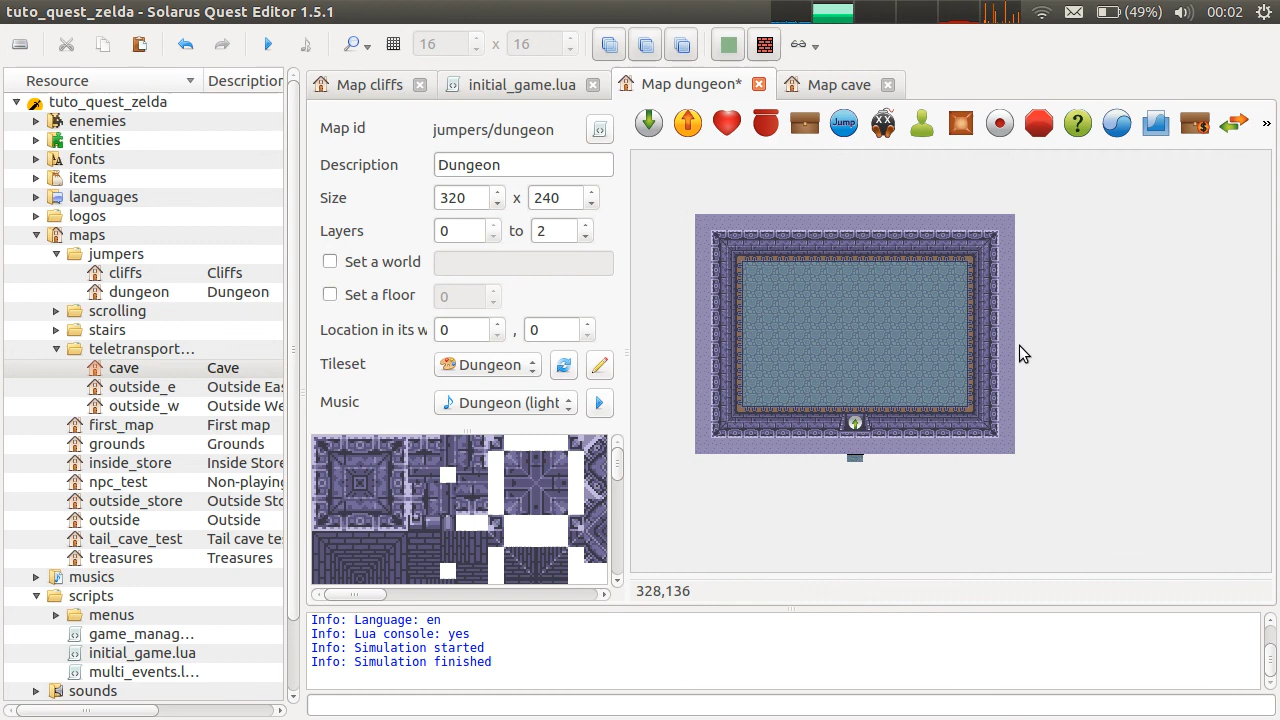 tuto_quest_zelda - Solarus Quest Editor 1.5.1
(49%) 00:02
16 x 16
Resource Description
Map cliffs
initial_game.lua
Map dungeon*
Map cave
tuto_quest_zelda
enemies
entities
fonts
items
languages
logos
maps
jumpers
cliffs Cliffs
dungeon Dungeon
scrolling
stairs
teletransport...
cave Cave
outside_e Outside Eas
outside_w Outside We
first_map First map
grounds Grounds
inside_store Inside Store
npc_test Non-playing
outside_store Outside Sto
outside Outside
tail_cave_test Tail cave tes
treasures Treasures
musics
scripts
menus
game_manag...
initial_game.lua
multi_events.l...
sounds
Map id jumpers/dungeon
Description Dungeon
Size 320 x 240
Layers 0 to 2
Set a world
Set a floor 0
Location in its w 0 , 0
Tileset Dungeon
Music Dungeon (light
Jump
»
328,136
Info: Language: en
Info: Lua console: yes
Info: Simulation started
Info: Simulation finished